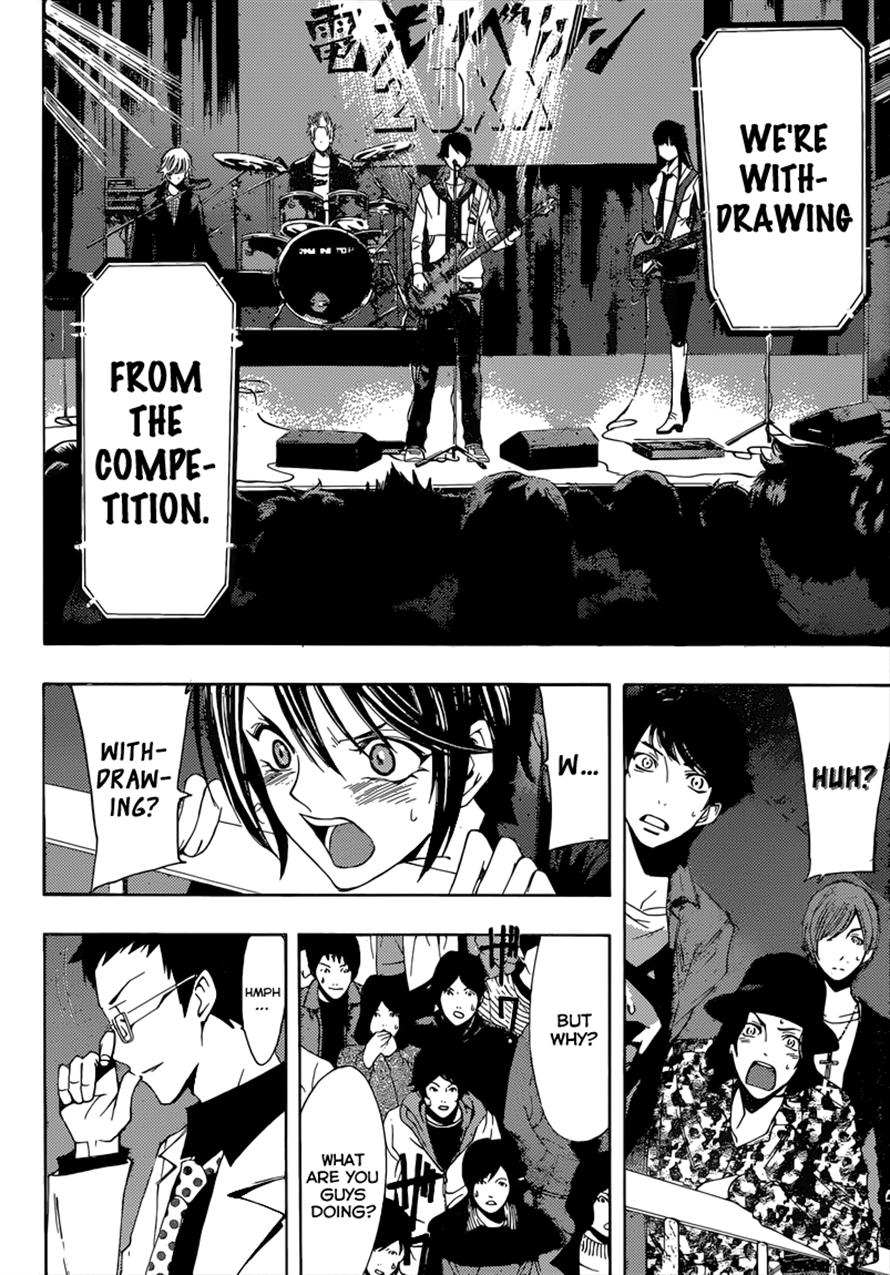 WE'RE
WITH-
DRAWING
FROM
THE
COMPE-
TITION.
HUH?
W...
WITH-
DRAW-
ING?
BUT
WHY?
WHAT
ARE YOU
GUYS
DOING?
HMPH
...